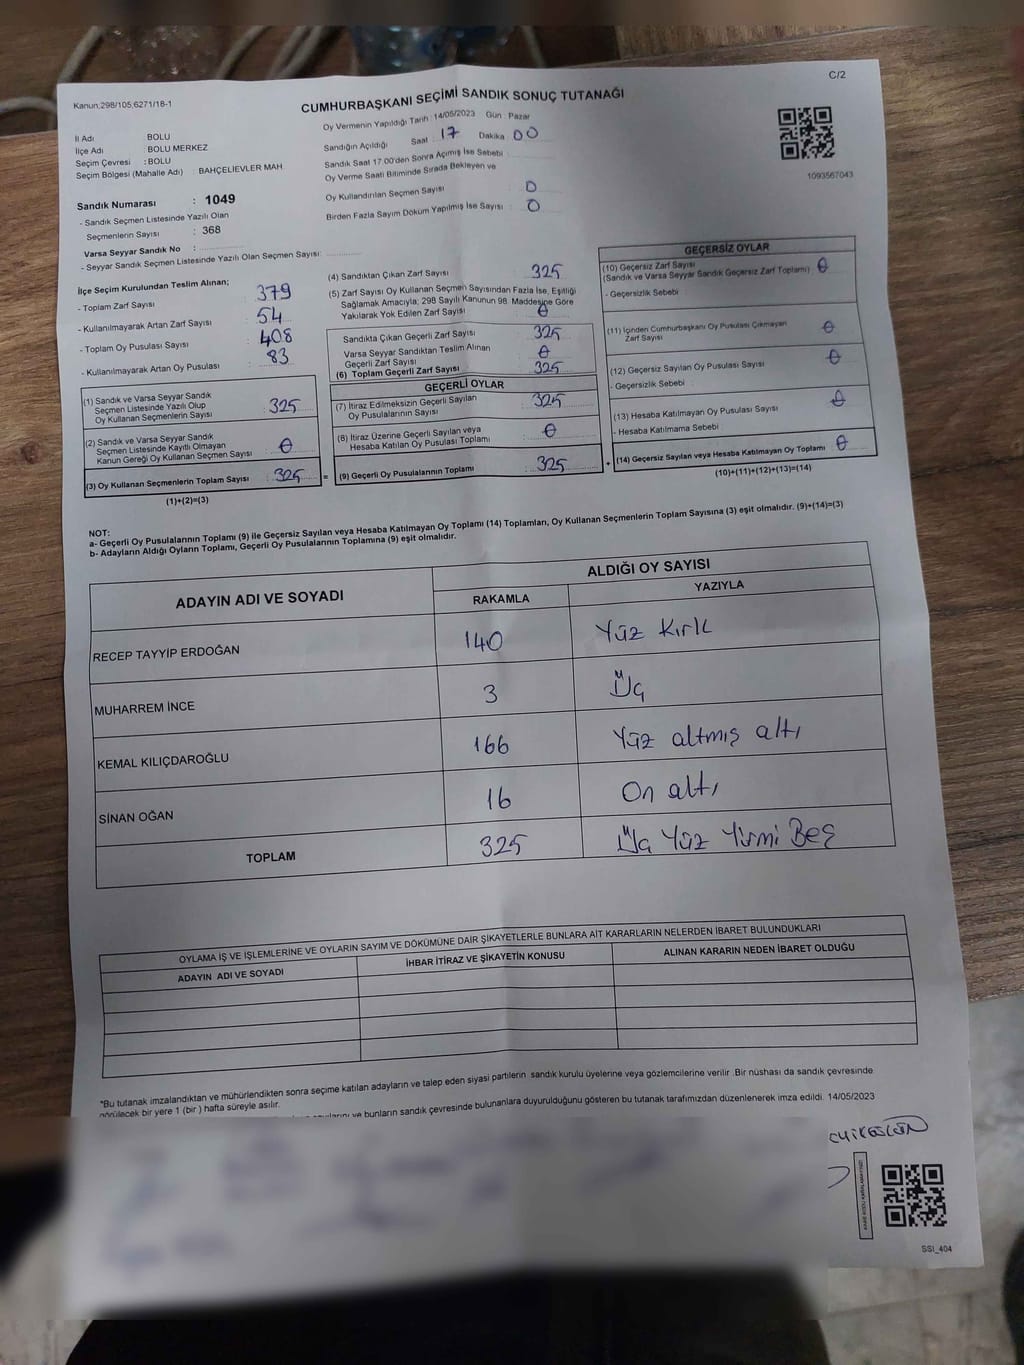 C/2
Kanun;298/105,6271/18-1
CUMHURBAŞKANI SEÇİMİ SANDIK SONUÇ TUTANAĞI
İl Adı : BOLU
İlçe Adı : BOLU MERKEZ
Seçim Çevresi : BOLU
Seçim Bölgesi (Mahalle Adı) : BAHÇELİEVLER MAH.
Sandık Numarası : 1049
- Sandık Seçmen Listesinde Yazılı Olan
Seçmenlerin Sayısı : 368
Varsa Seyyar Sandık No :
- Seyyar Sandık Seçmen Listesinde Yazılı Olan Seçmen Sayısı:
Oy Vermenin Yapıldığı Tarih : 14/05/2023 Gün : Pazar
Sandığın Açıldığı Saat : 17 Dakika 00
Sandık Saat 17.00'den Sonra Açımış İse Sebebi
Oy Verme Saati Bitiminde Sırada Bekleyen ve
Oy Kullandırılan Seçmen Sayısı : 0
Birden Fazla Sayım Döküm Yapılmış İse Sayısı : 0
1093567043
İlçe Seçim Kurulundan Teslim Alınan;
- Toplam Zarf Sayısı : 379
- Kullanılmayarak Artan Zarf Sayısı : 54
- Toplam Oy Pusulası Sayısı : 408
- Kullanılmayarak Artan Oy Pusulası : 83
(1) Sandık ve Varsa Seyyar Sandık
Seçmen Listesinde Yazılı Olup
Oy Kullanan Seçmenlerin Sayısı : 325
(2) Sandık ve Varsa Seyyar Sandık
Seçmen Listesinde Kayıtlı Olmayan
Kanun Gereği Oy Kullanan Seçmen Sayısı : 0
(3) Oy Kullanan Seçmenlerin Toplam Sayısı : 325 =
(1)+(2)=(3)
(4) Sandıktan Çıkan Zarf Sayısı : 325
(5) Zarf Sayısı Oy Kullanan Seçmen Sayısından Fazla İse, Eşitliği
Sağlamak Amacıyla; 298 Sayılı Kanunun 98. Maddesine Göre
Yakılarak Yok Edilen Zarf Sayısı : 0
Sandıkta Çıkan Geçerli Zarf Sayısı : 325
Varsa Seyyar Sandıktan Teslim Alınan
Geçerli Zarf Sayısı : 0
(6) Toplam Geçerli Zarf Sayısı : 325
GEÇERLİ OYLAR
(7) İtiraz Edilmeksizin Geçerli Sayılan
Oy Pusulalarının Sayısı : 325
(8) İtiraz Üzerine Geçerli Sayılan veya
Hesaba Katılan Oy Pusulası Toplamı : 0
(9) Geçerli Oy Pusulalarının Toplamı : 325 +
GEÇERSİZ OYLAR
(10) Geçersiz Zarf Sayısı : 0
(Sandık ve Varsa Seyyar Sandık Geçersiz Zarf Toplamı)
- Geçersizlik Sebebi :
(11) İçinden Cumhurbaşkanı Oy Pusulası Çıkmayan
Zarf Sayısı : 0
(12) Geçersiz Sayılan Oy Pusulası Sayısı : 0
- Geçersizlik Sebebi :
(13) Hesaba Katılmayan Oy Pusulası Sayısı : 0
- Hesaba Katılmama Sebebi :
(14) Geçersiz Sayılan veya Hesaba Katılmayan Oy Toplamı : 0
(10)+(11)+(12)+(13)=(14)
NOT:
a- Geçerli Oy Pusulalarının Toplamı (9) ile Geçersiz Sayılan veya Hesaba Katılmayan Oy Toplamı (14) Toplamları, Oy Kullanan Seçmenlerin Toplam Sayısına (3) eşit olmalıdır. (9)+(14)=(3)
b- Adayların Aldığı Oyların Toplamı, Geçerli Oy Pusulalarının Toplamına (9) eşit olmalıdır.
ADAYIN ADI VE SOYADI ALDIĞI OY SAYISI
RAKAMLA YAZIYLA
RECEP TAYYİP ERDOĞAN 140 Yüz Kırk
MUHARREM İNCE 3 Üç
KEMAL KILIÇDAROĞLU 166 Yüz altmış altı
SİNAN OĞAN 16 On altı
TOPLAM 325 Üç Yüz Yirmi Beş
OYLAMA İŞ VE İŞLEMLERİNE VE OYLARIN SAYIM VE DÖKÜMÜNE DAİR ŞİKAYETLERLE BUNLARA AİT KARARLARIN NELERDEN İBARET BULUNDUKLARI
ADAYIN ADI VE SOYADI İHBAR İTİRAZ VE ŞİKAYETİN KONUSU ALINAN KARARIN NEDEN İBARET OLDUĞU
*Bu tutanak imzalandıktan ve mühürlendikten sonra seçime katılan adayların ve talep eden siyasi partilerin sandık kurulu üyelerine veya gözlemcilerine verilir .Bir nüshası da sandık çevresinde
görülecek bir yere 1 (bir ) hafta süreyle asılır.
ve bunların sandık çevresinde bulunanlara duyurulduğunu gösteren bu tutanak tarafımızdan düzenlenerek imza edildi. 14/05/2023
SSI_404